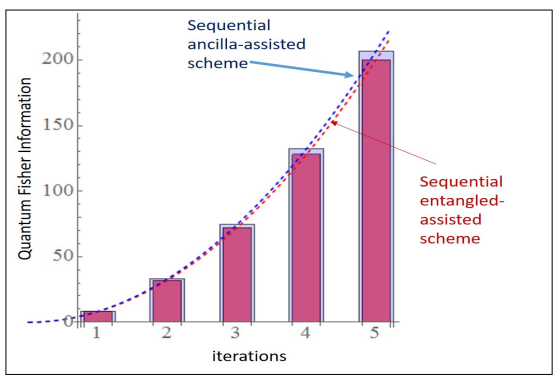 Sequential
ancilla-assisted
scheme
200
150
100
50
0
Quantum Fisher Information
Sequential
entangled-
assisted
scheme
1 2 3 4 5
iterations